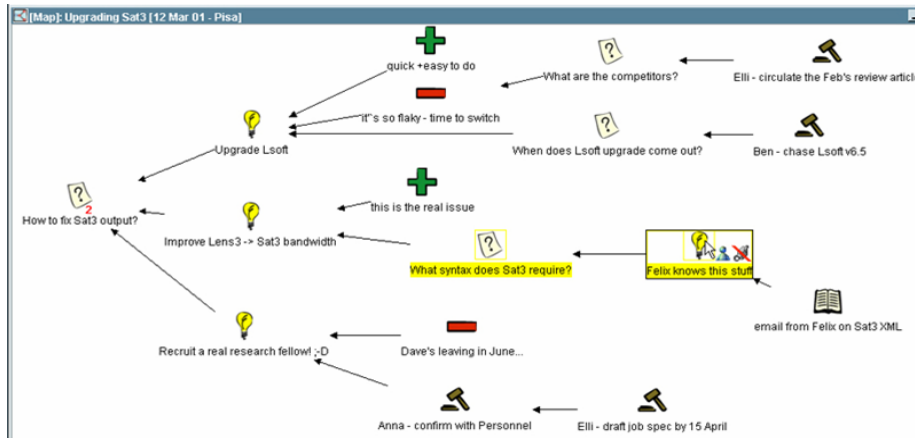 [Map]: Upgrading Sat3 [12 Mar 01 - Pisa]
quick +easy to do
What are the competitors?
Elli - circulate the Feb's review article
it"s so flaky - time to switch
Upgrade Lsoft
When does Lsoft upgrade come out?
Ben - chase Lsoft v6.5
2
How to fix Sat3 output?
this is the real issue
Improve Lens3 -> Sat3 bandwidth
What syntax does Sat3 require?
Felix knows this stuff
email from Felix on Sat3 XML
Recruit a real research fellow! ;-D
Dave's leaving in June...
Anna - confirm with Personnel
Elli - draft job spec by 15 April